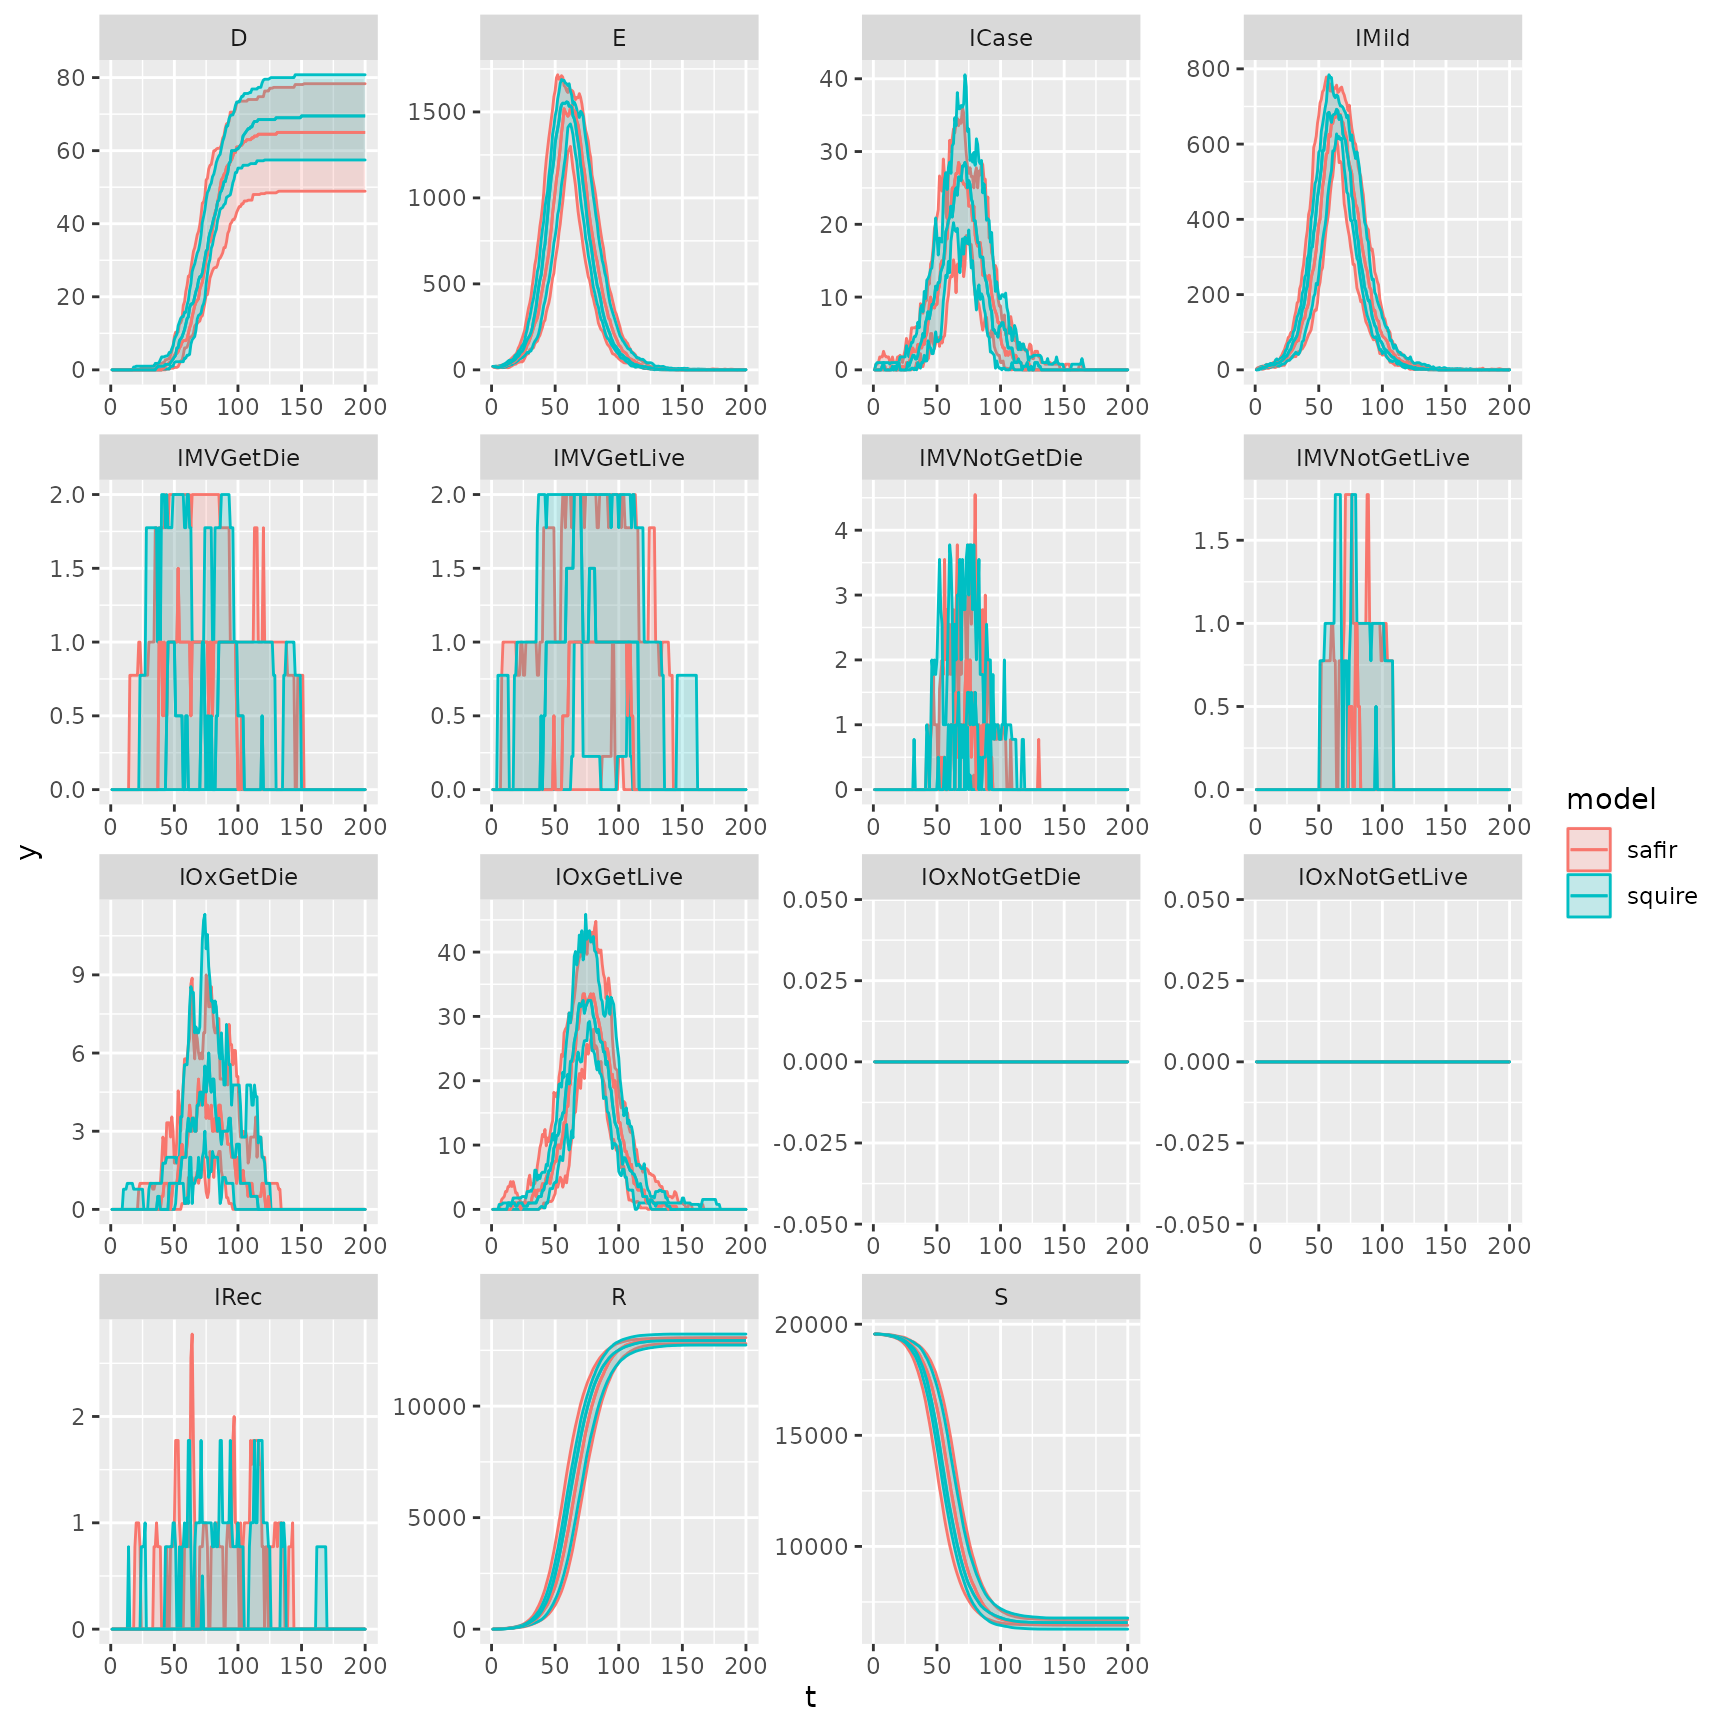 D E ICase IMild
80 1500 40 800
60 30 600
40 1000 20 400
20 500 10 200
0 0 0 0
0 50 100 150 200 0 50 100 150 200 0 50 100 150 200 0 50 100 150 200
IMVGetDie IMVGetLive IMVNotGetDie IMVNotGetLive
2.0 2.0 4 1.5
1.5 1.5 3 1.0
1.0 1.0 2
0.5 0.5 1 0.5
0.0 0.0 0 0.0
0 50 100 150 200 0 50 100 150 200 0 50 100 150 200 0 50 100 150 200
y
model
safir
squire
IOxGetDie IOxGetLive IOxNotGetDie IOxNotGetLive
9 40 0.050 0.050
6 30 0.025 0.025
3 20 0.000 0.000
10 -0.025 -0.025
0 0 -0.050 -0.050
0 50 100 150 200 0 50 100 150 200 0 50 100 150 200 0 50 100 150 200
IRec R S
2 10000 20000
1 5000 15000
0 0 10000
0 50 100 150 200 0 50 100 150 200 0 50 100 150 200
t